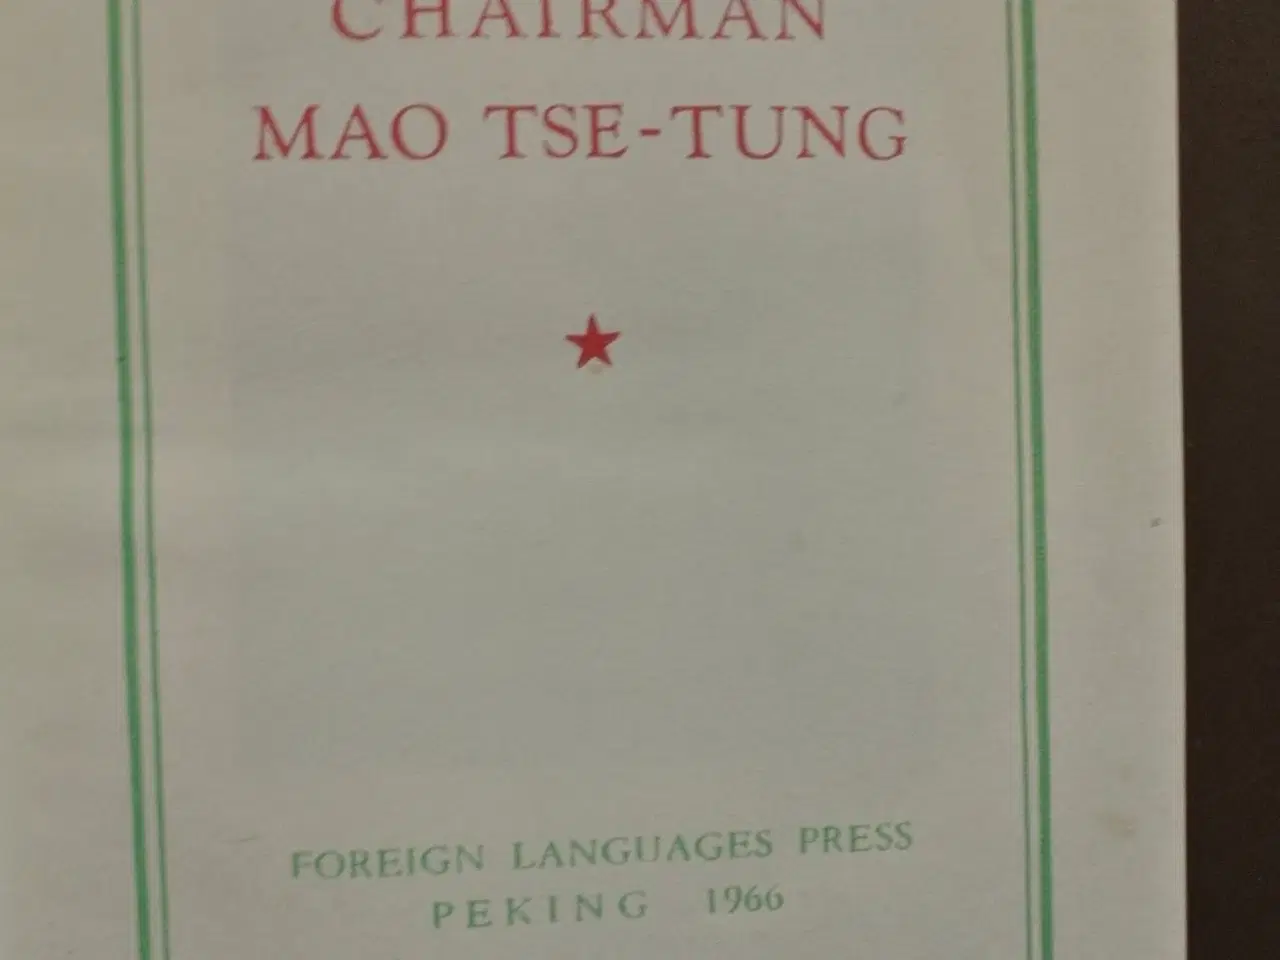 CHAIRMAN
MAO TSE-TUNG
FOREIGN LANGUAGES PRESS
PEKING 1966